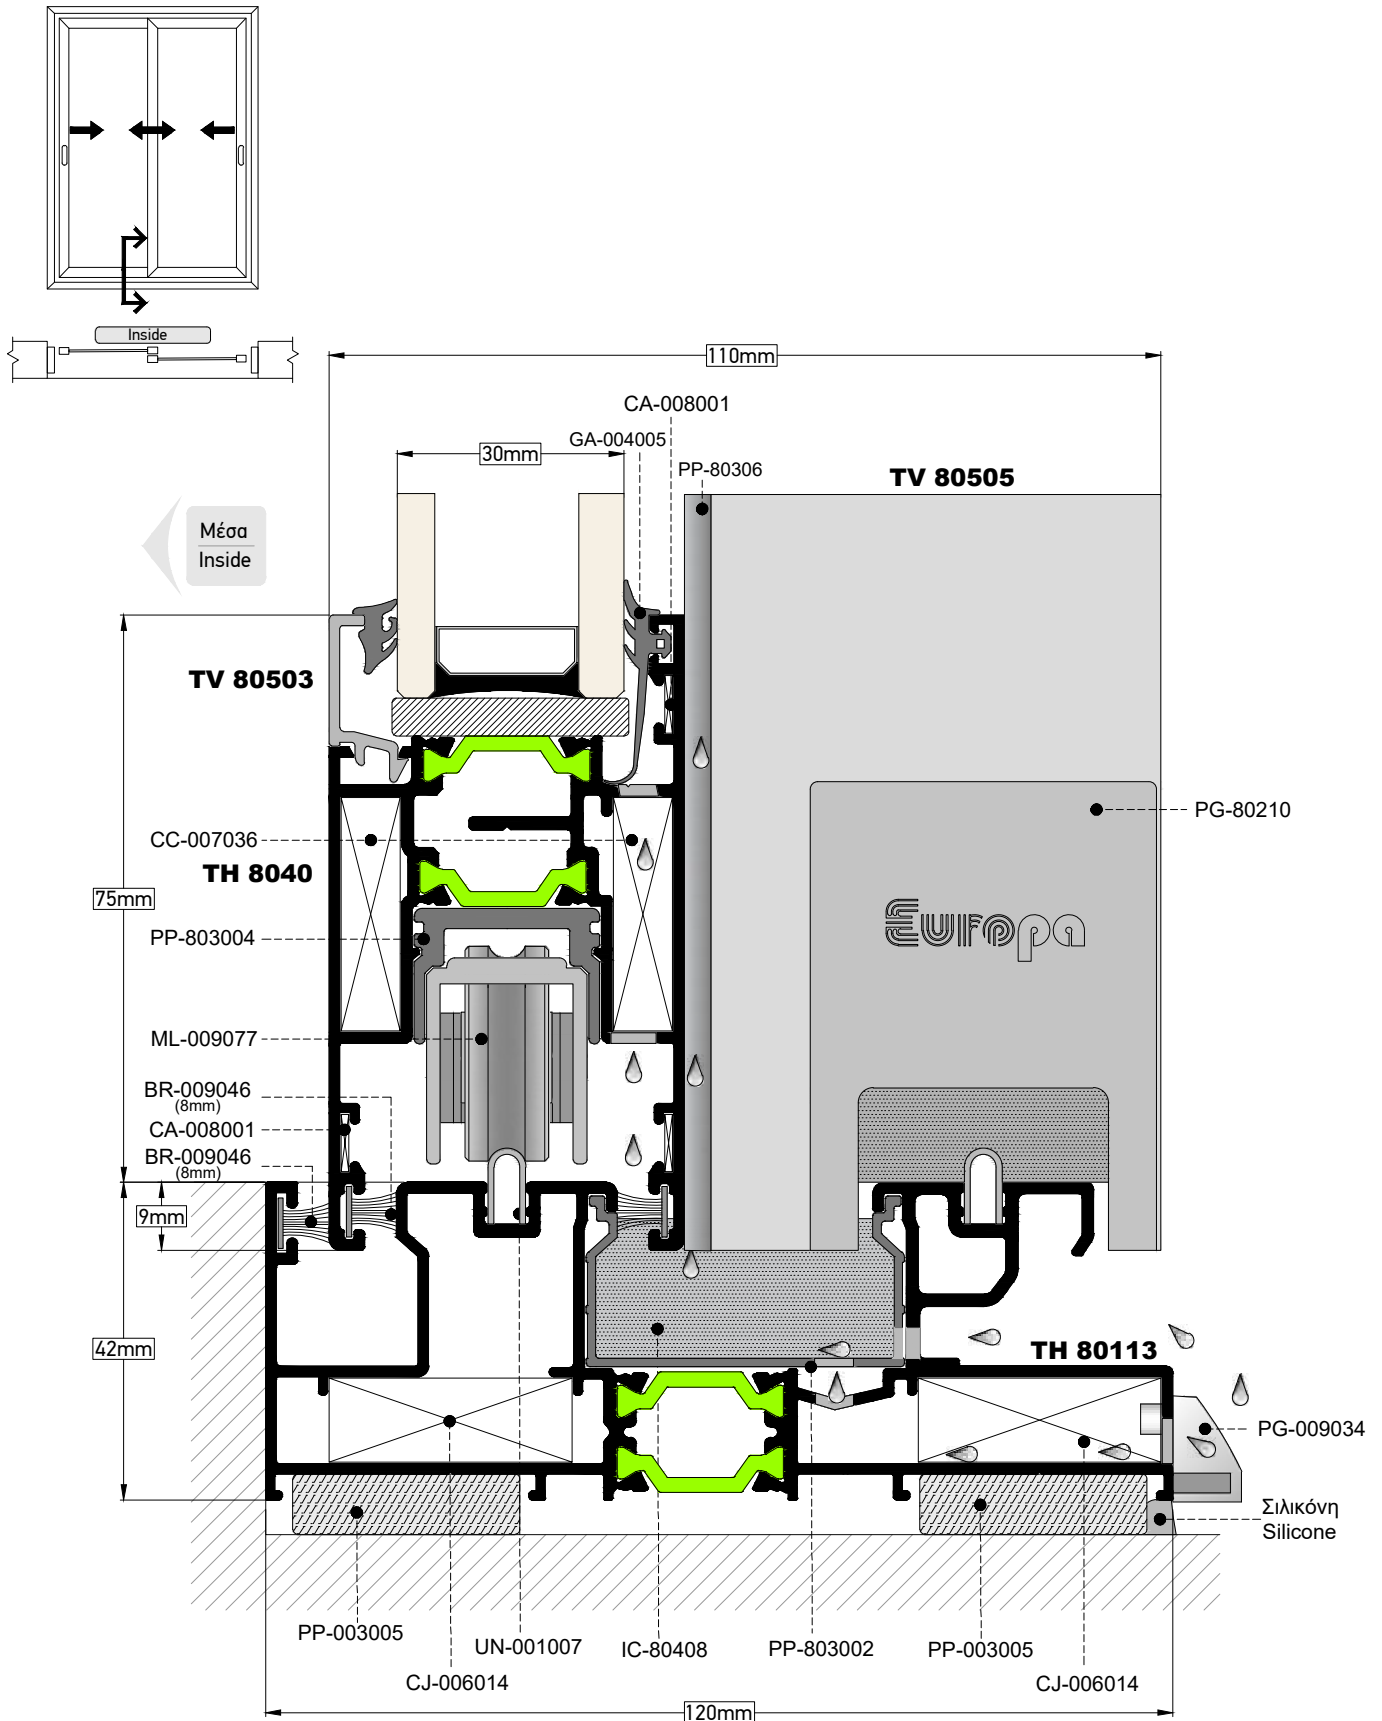 Inside
110mm
CA-008001
GA-004005
30mm
PP-80306
TV 80505
Μέσα
Inside
TV 80503
PG-80210
CC-007036
TH 8040
75mm
Europa
PP-803004
ML-009077
BR-009046
(8mm)
CA-008001
BR-009046
(8mm)
9mm
42mm
TH 80113
PG-009034
Σιλικόνη
Silicone
PP-003005
UN-001007
IC-80408
PP-803002
PP-003005
CJ-006014
CJ-006014
120mm